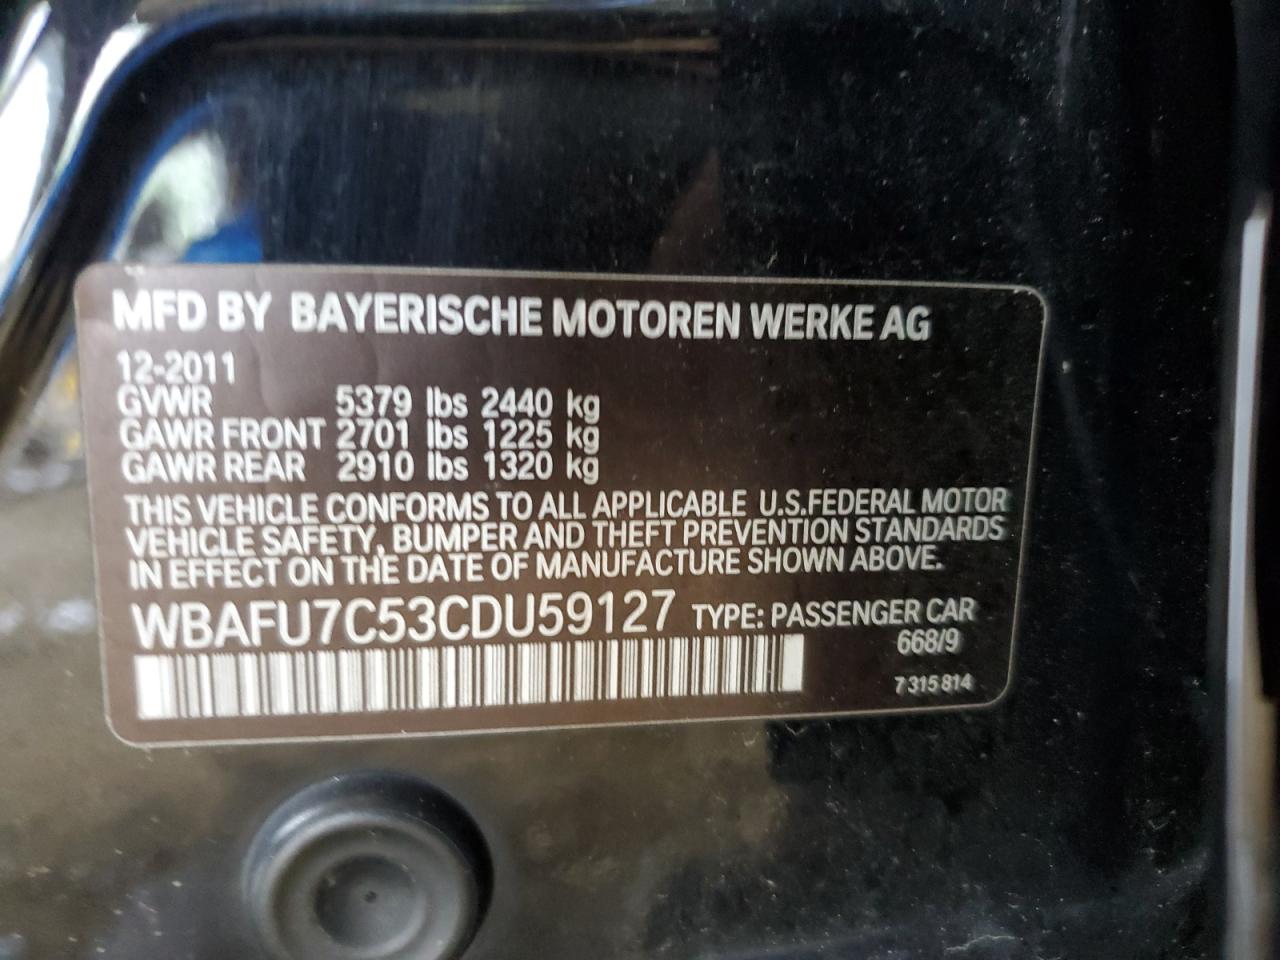 MFD BY BAYERISCHE MOTOREN WERKE AG
12-2011
GVWR 5379 lbs 2440 kg
GAWR FRONT 2701 lbs 1225 kg
GAWR REAR 2910 lbs 1320 kg
THIS VEHICLE CONFORMS TO ALL APPLICABLE U.S.FEDERAL MOTOR
VEHICLE SAFETY, BUMPER AND THEFT PREVENTION STANDARDS
IN EFFECT ON THE DATE OF MANUFACTURE SHOWN ABOVE.
WBAFU7C53CDU59127 TYPE: PASSENGER CAR
668/9
7 315 814